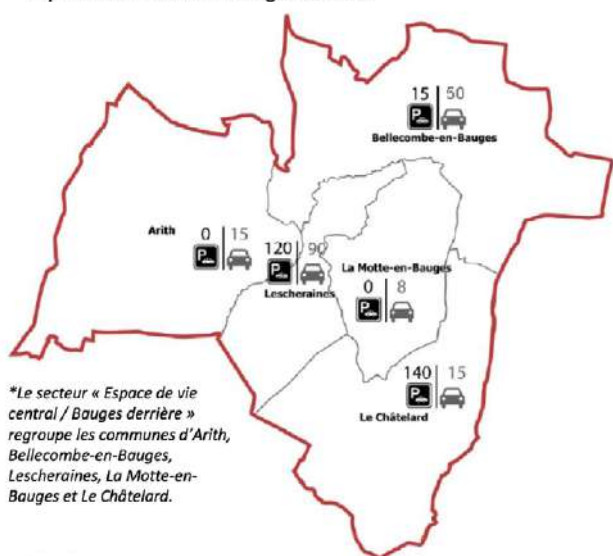 15 | 50
P
Bellecombe-en-Bauges
Arith
0 | 15
P
120 | 90
P
Lescheraines
La Motte-en-Bauges
0 | 8
P
140 | 15
P
Le Châtelard
*Le secteur « Espace de vie
central / Bauges derrière »
regroupe les communes d'Arith,
Bellecombe-en-Bauges,
Lescheraines, La Motte-en-
Bauges et Le Châtelard.